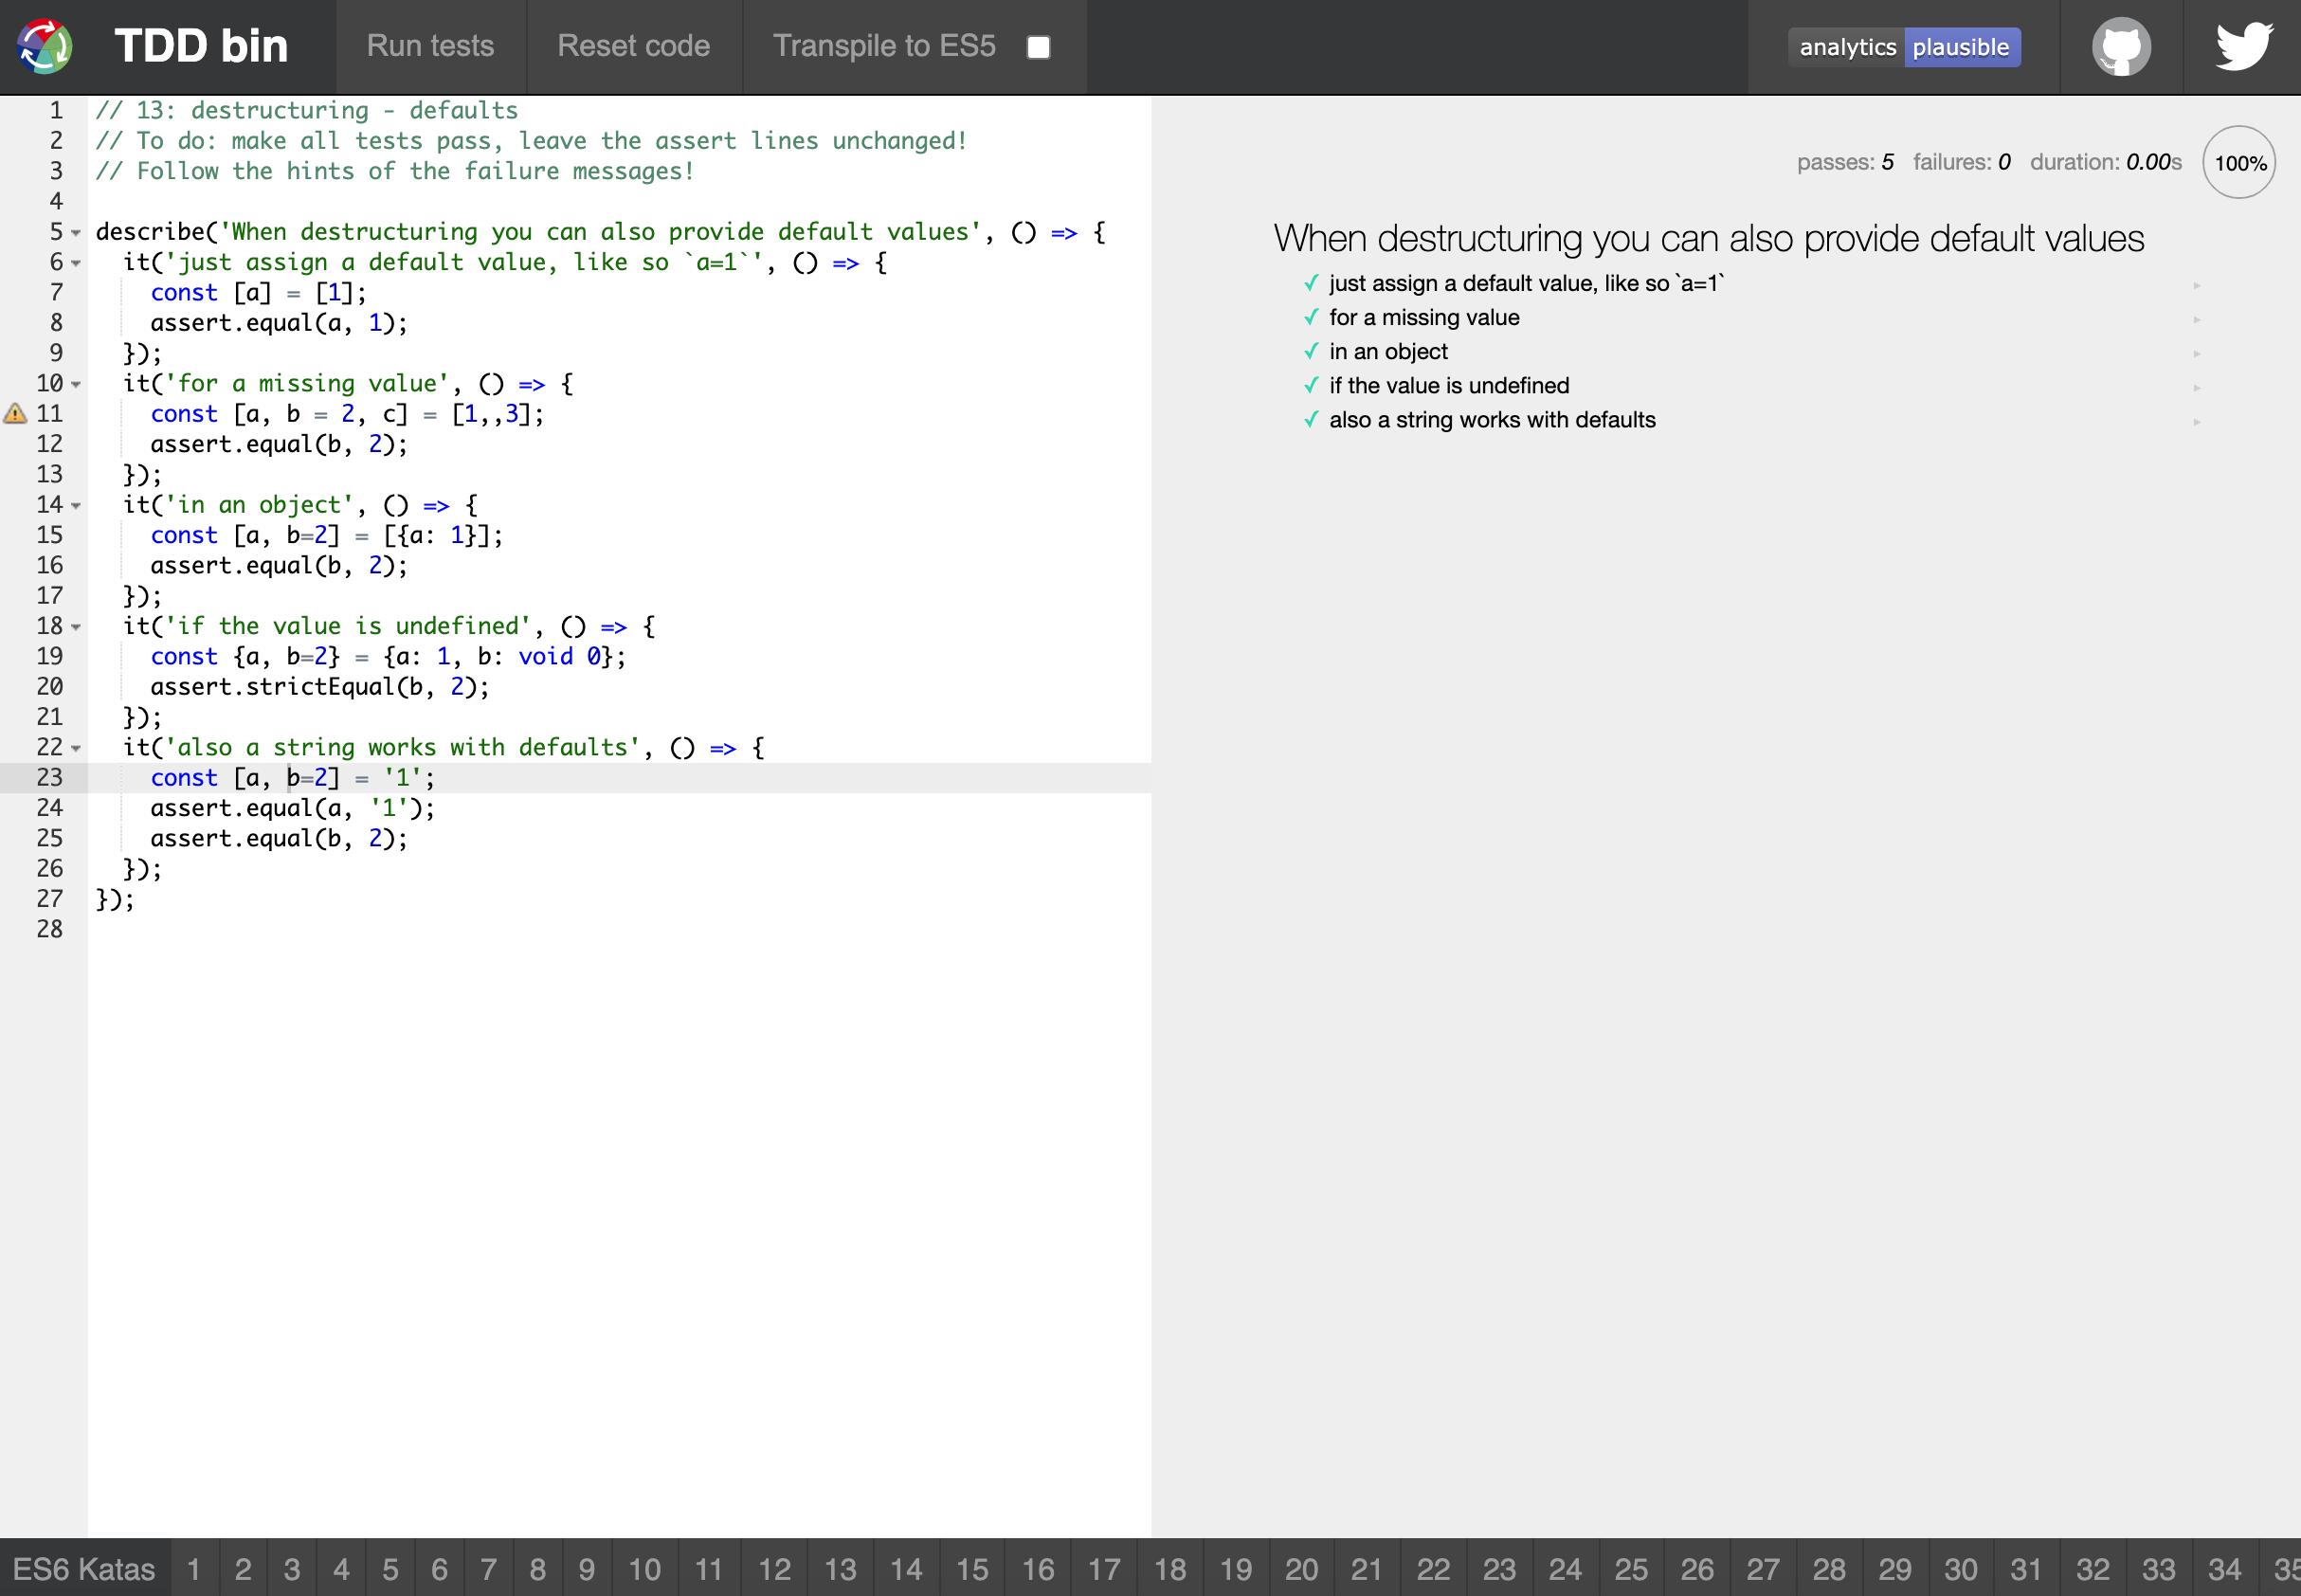 TDD bin
Run tests
Reset code
Transpile to ES5
analytics plausible
1 // 13: destructuring - defaults
2 // To do: make all tests pass, leave the assert lines unchanged!
3 // Follow the hints of the failure messages!
4
5 describe('When destructuring you can also provide default values', () => {
6 it('just assign a default value, like so `a=1`', () => {
7 const [a] = [1];
8 assert.equal(a, 1);
9 });
10 it('for a missing value', () => {
11 const [a, b = 2, c] = [1,,3];
12 assert.equal(b, 2);
13 });
14 it('in an object', () => {
15 const [a, b=2] = [{a: 1}];
16 assert.equal(b, 2);
17 });
18 it('if the value is undefined', () => {
19 const {a, b=2} = {a: 1, b: void 0};
20 assert.strictEqual(b, 2);
21 });
22 it('also a string works with defaults', () => {
23 const [a, b=2] = '1';
24 assert.equal(a, '1');
25 assert.equal(b, 2);
26 });
27 });
28
passes: 5 failures: 0 duration: 0.00s 100%
When destructuring you can also provide default values
✓ just assign a default value, like so `a=1`
✓ for a missing value
✓ in an object
✓ if the value is undefined
✓ also a string works with defaults
ES6 Katas 1 2 3 4 5 6 7 8 9 10 11 12 13 14 15 16 17 18 19 20 21 22 23 24 25 26 27 28 29 30 31 32 33 34 35